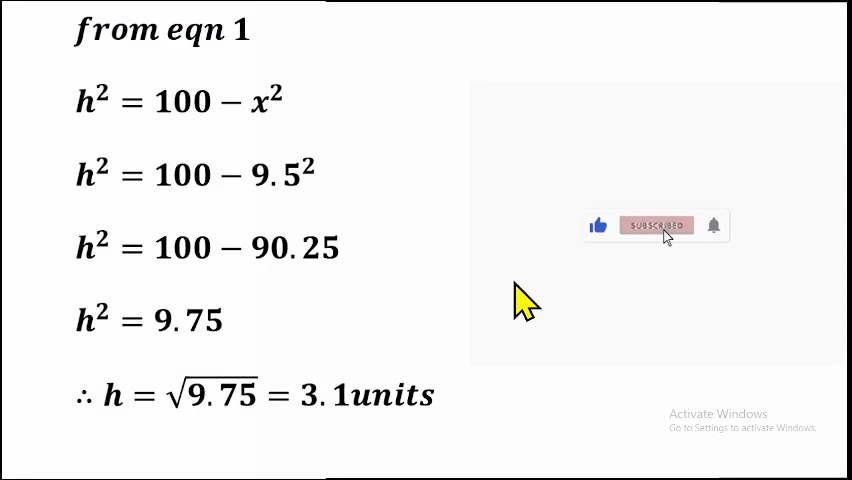 from eqn 1
h² = 100 − x²
h² = 100 − 9.5²
h² = 100 − 90.25
h² = 9.75
∴ h = √9.75 = 3.1units
SUBSCRIBED
Activate Windows
Go to Settings to activate Windows.